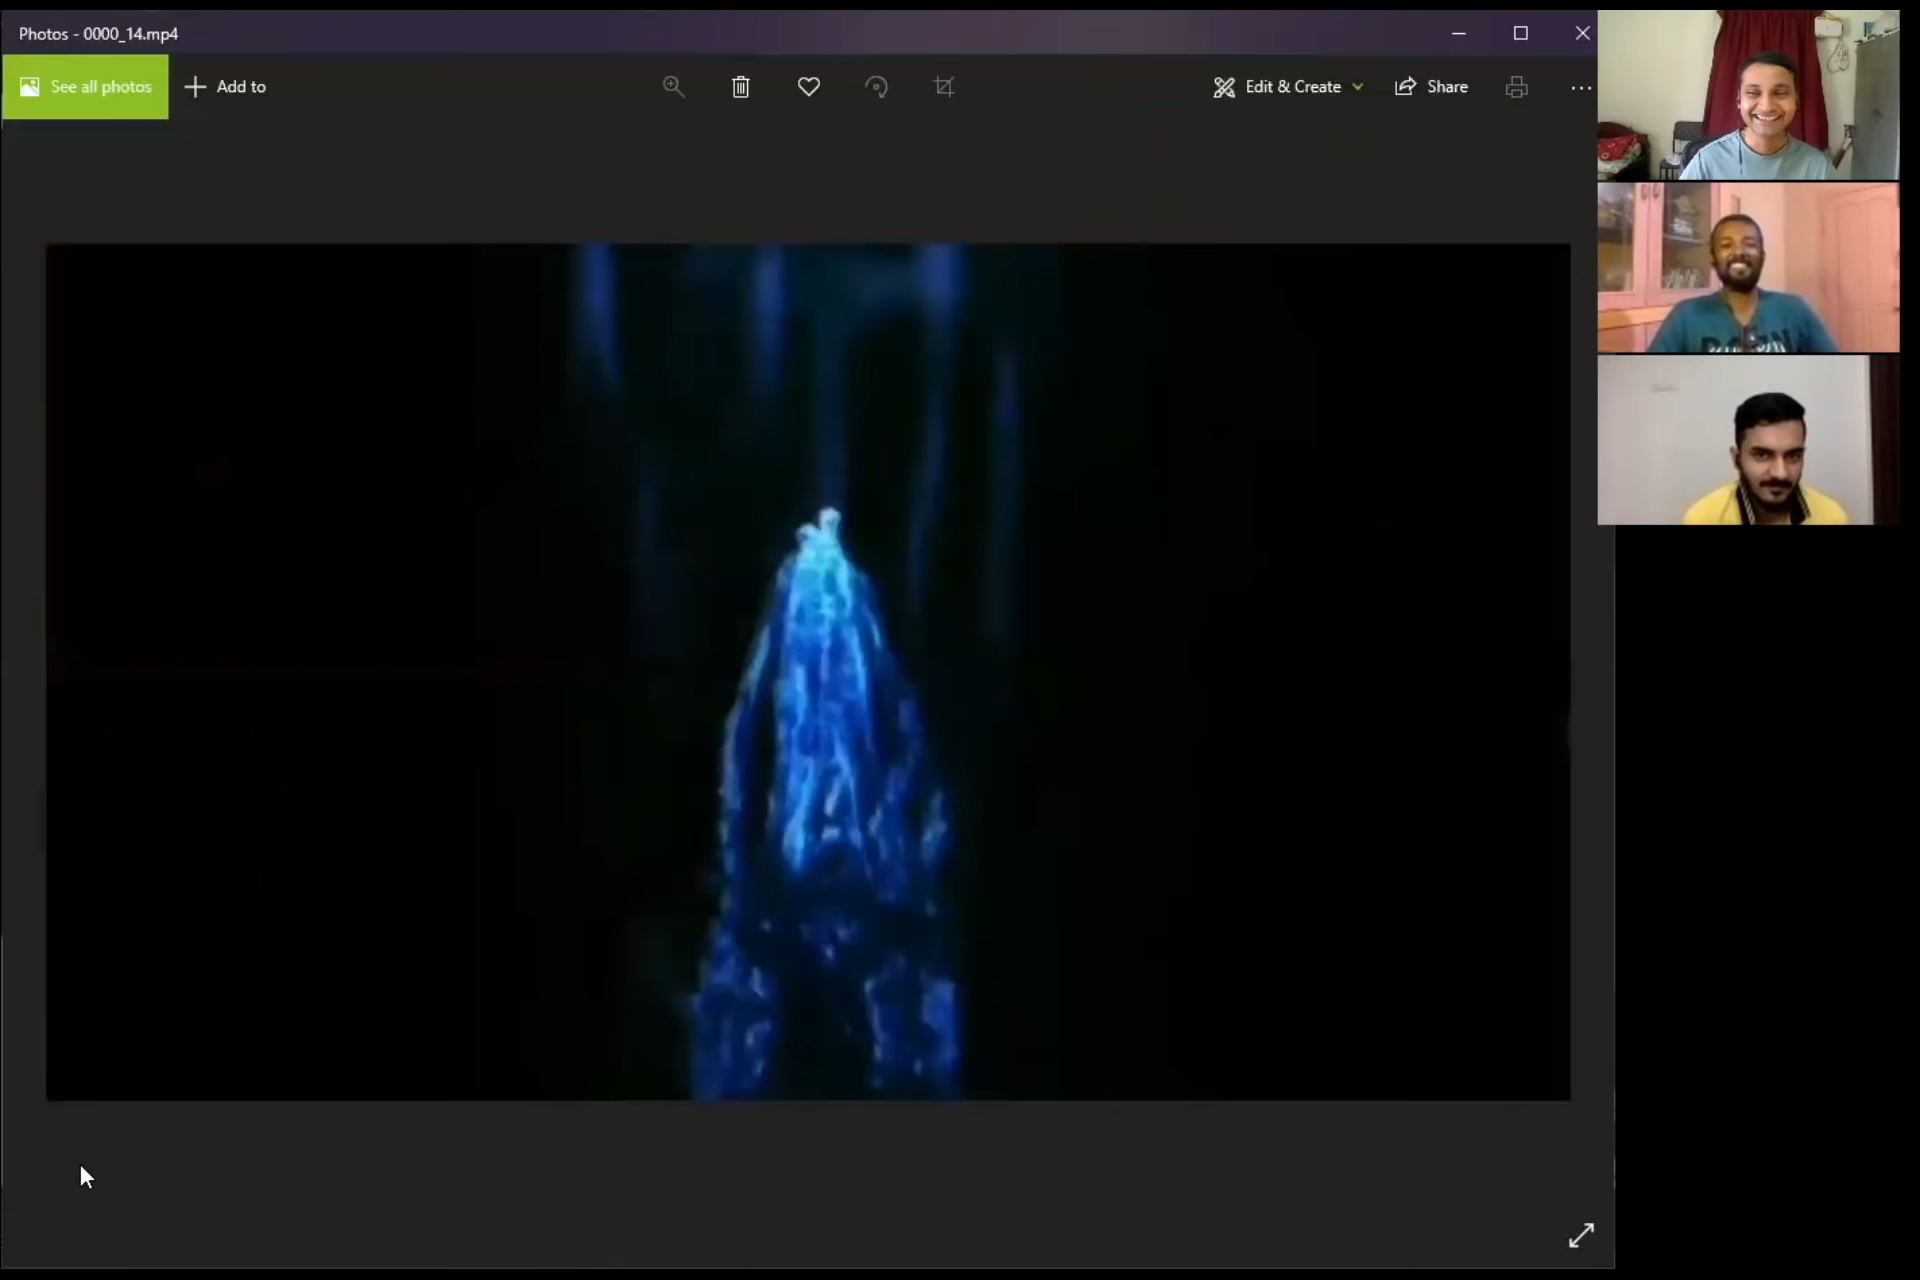 Photos - 0000_14.mp4
See all photos
Add to
Edit & Create
Share